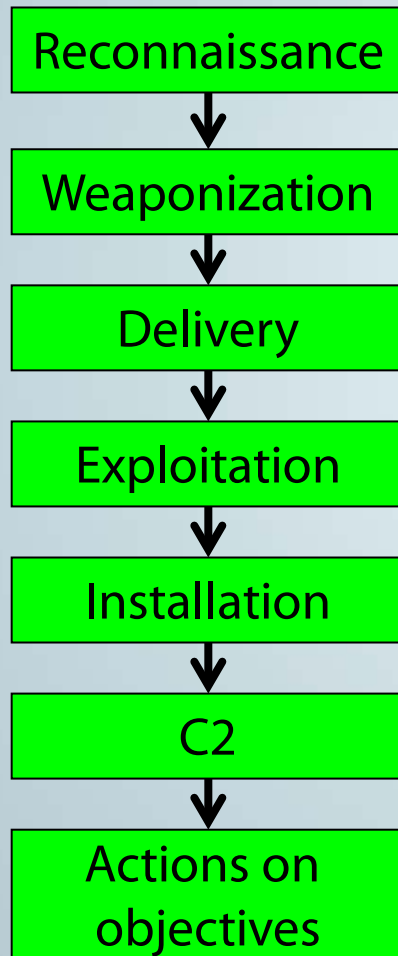 Reconnaissance
Weaponization
Delivery
Exploitation
Installation
C2
Actions on
objectives